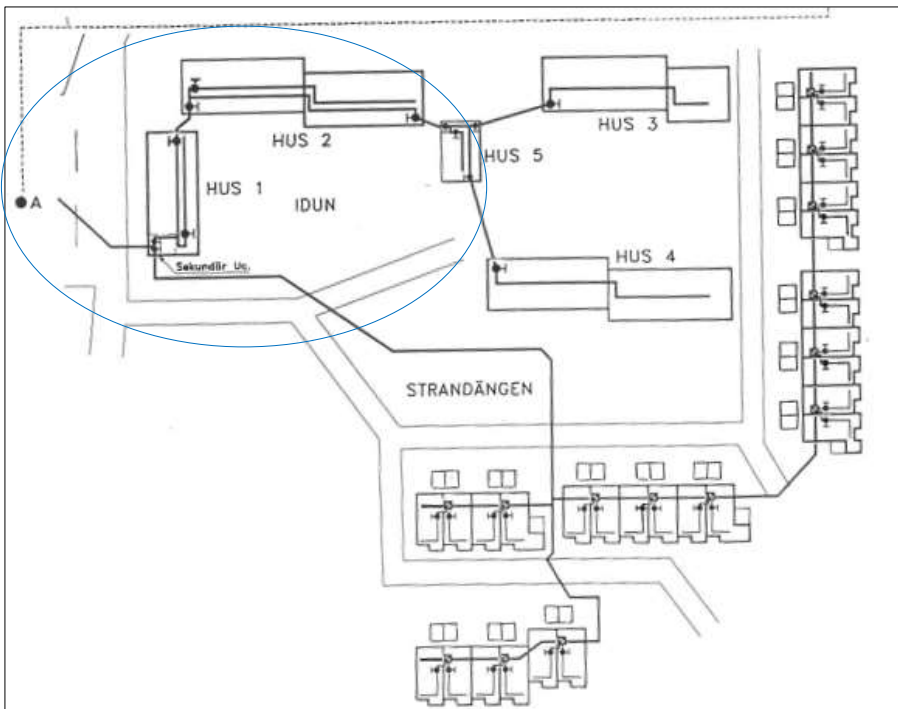 HUS 3
HUS 2
HUS 5
HUS 1
A
IDUN
HUS 4
Sekundär Uc.
STRANDÄNGEN